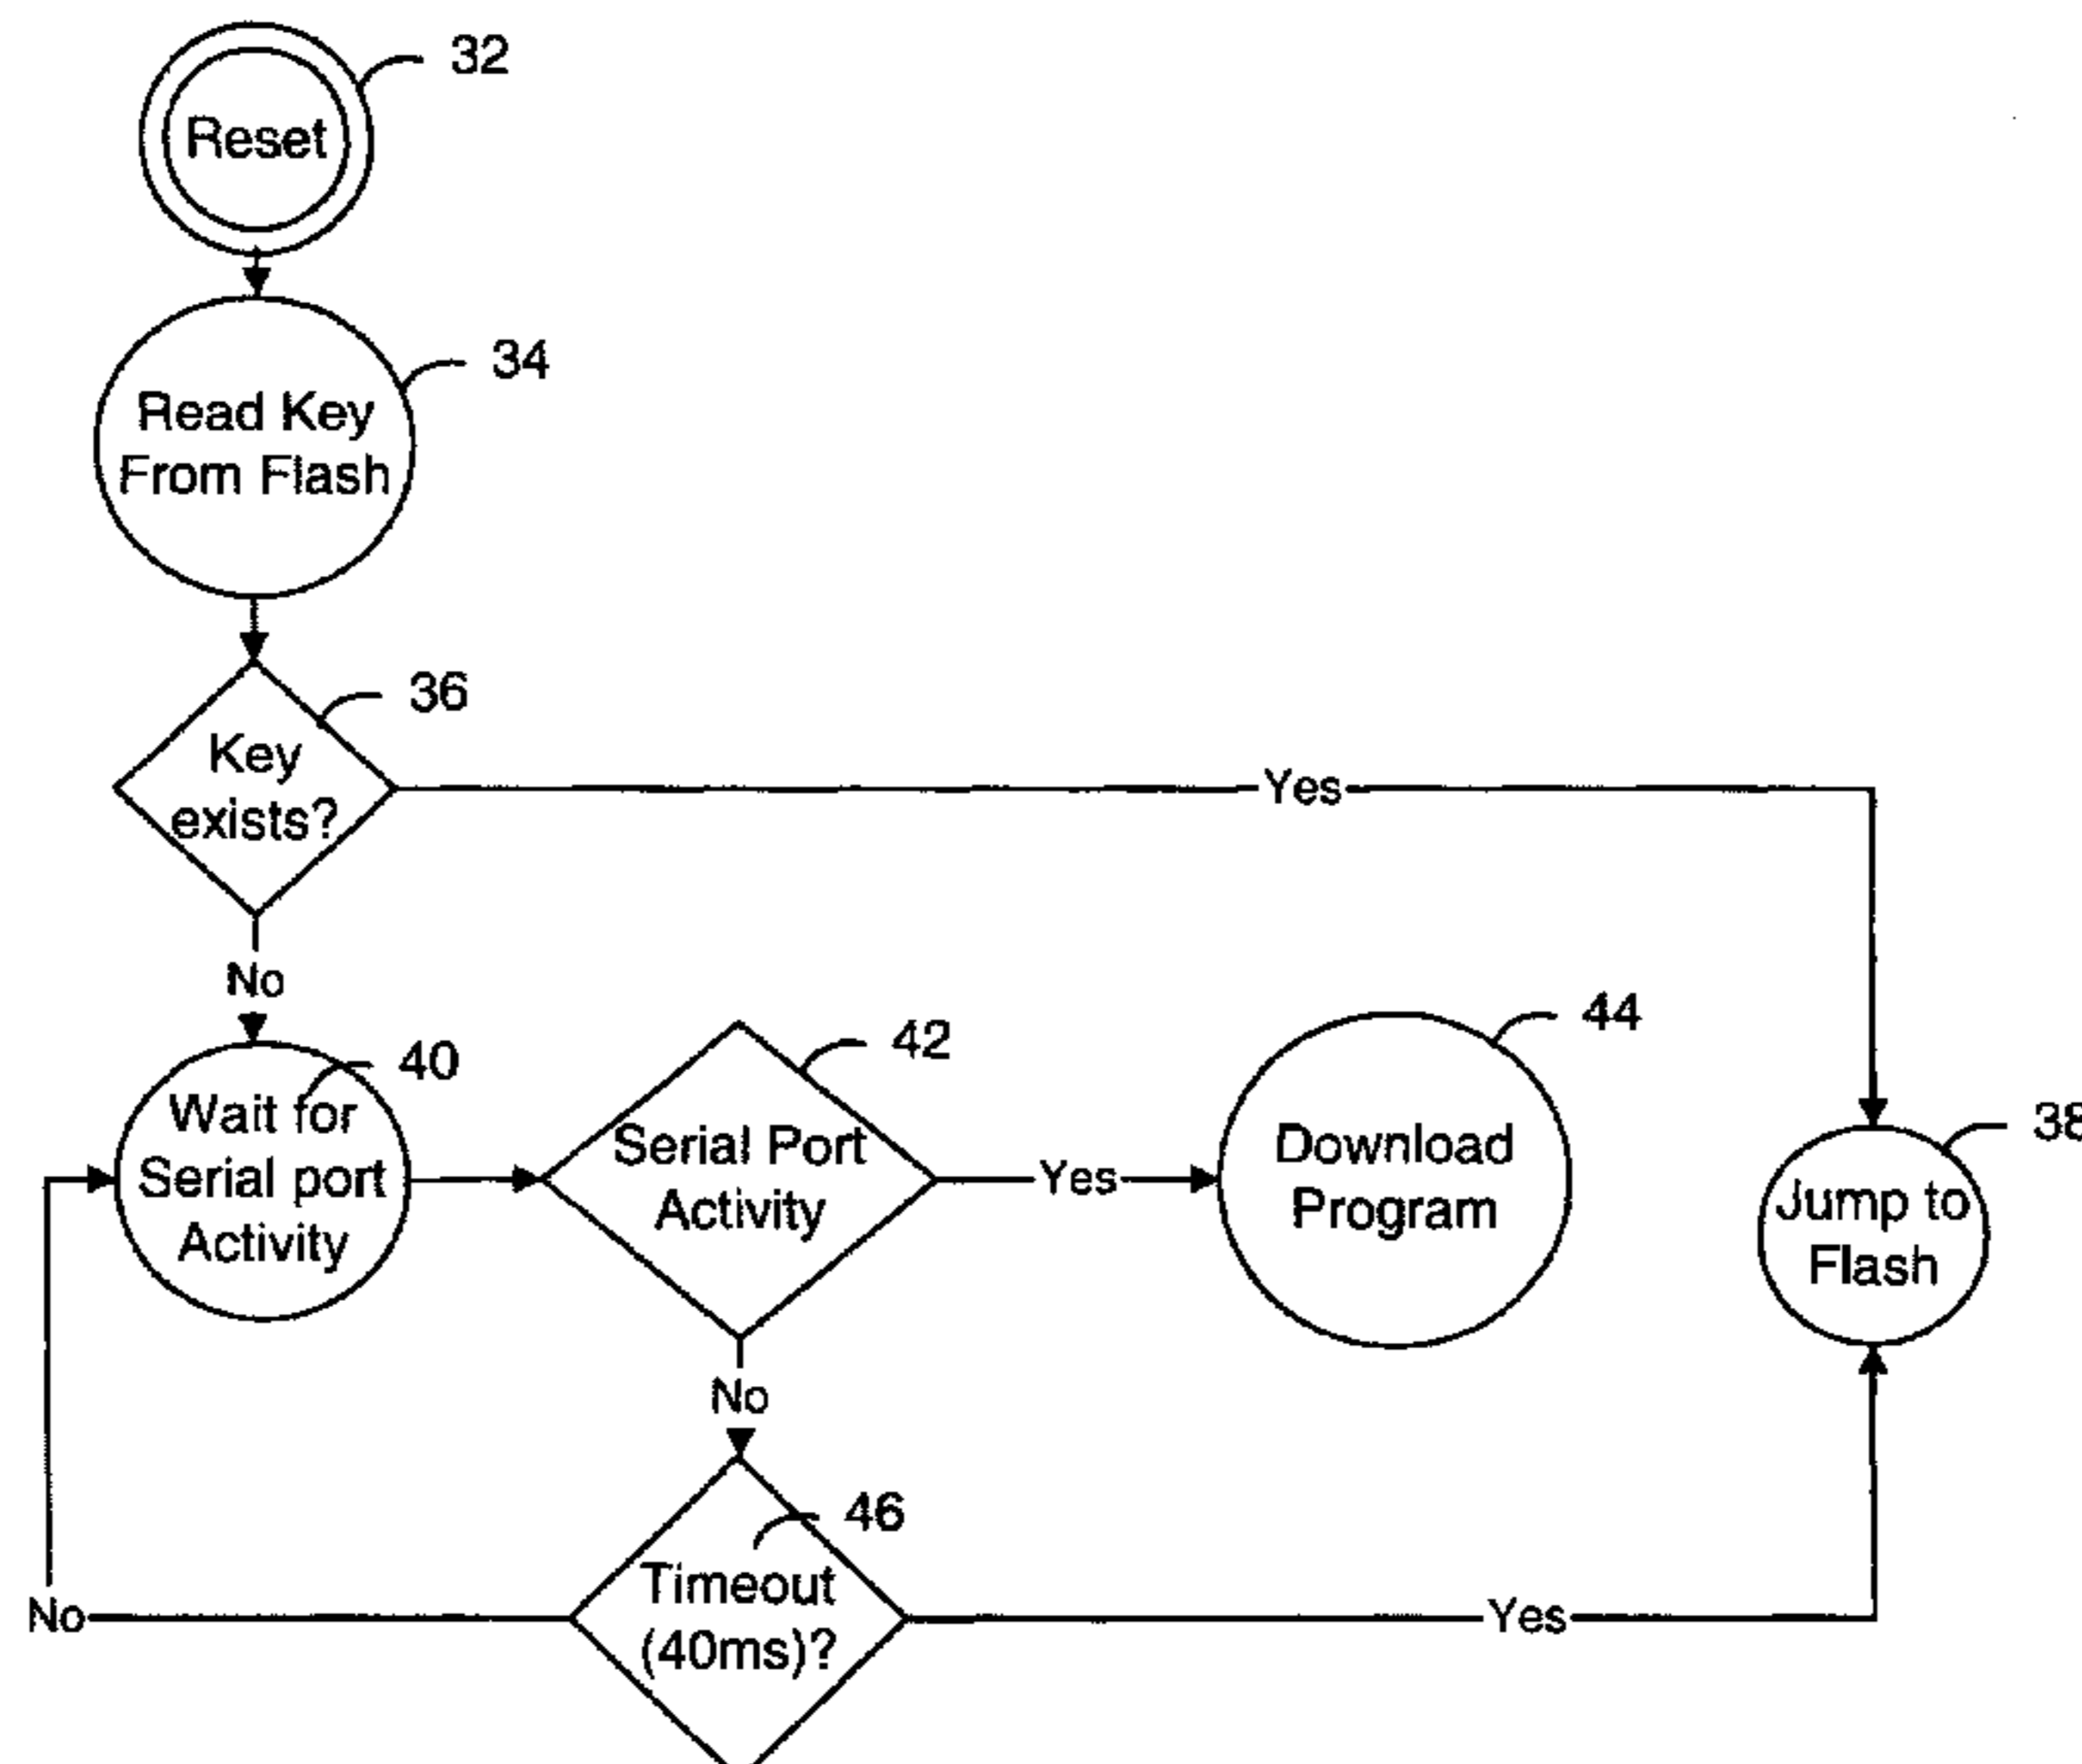 32
Reset
34
Read Key
From Flash
36
Key
exists?
Yes
No
40
Wait for
Serial port
Activity
42
Serial Port
Activity
Yes
44
Download
Program
38
Jump to
Flash
No
46
Timeout
(40ms)?
No
Yes